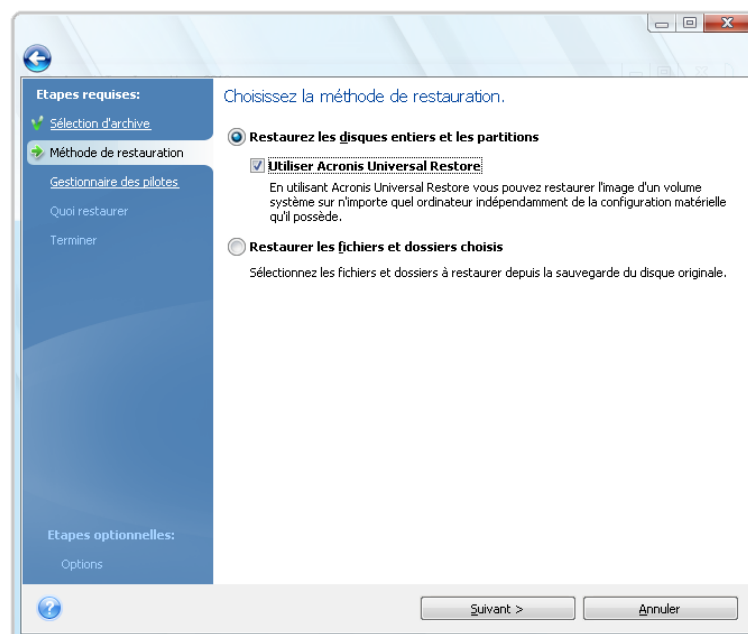 Etapes requises:
Sélection d'archive
Méthode de restauration
Gestionnaire des pilotes
Quoi restaurer
Terminer
Etapes optionnelles:
Options
Choisissez la méthode de restauration.
Restaurez les disques entiers et les partitions
Utiliser Acronis Universal Restore
En utilisant Acronis Universal Restore vous pouvez restaurer l'image d'un volume
système sur n'importe quel ordinateur indépendamment de la configuration matérielle
qu'il possède.
Restaurer les fichiers et dossiers choisis
Sélectionnez les fichiers et dossiers à restaurer depuis la sauvegarde du disque originale.
Suivant >
Annuler